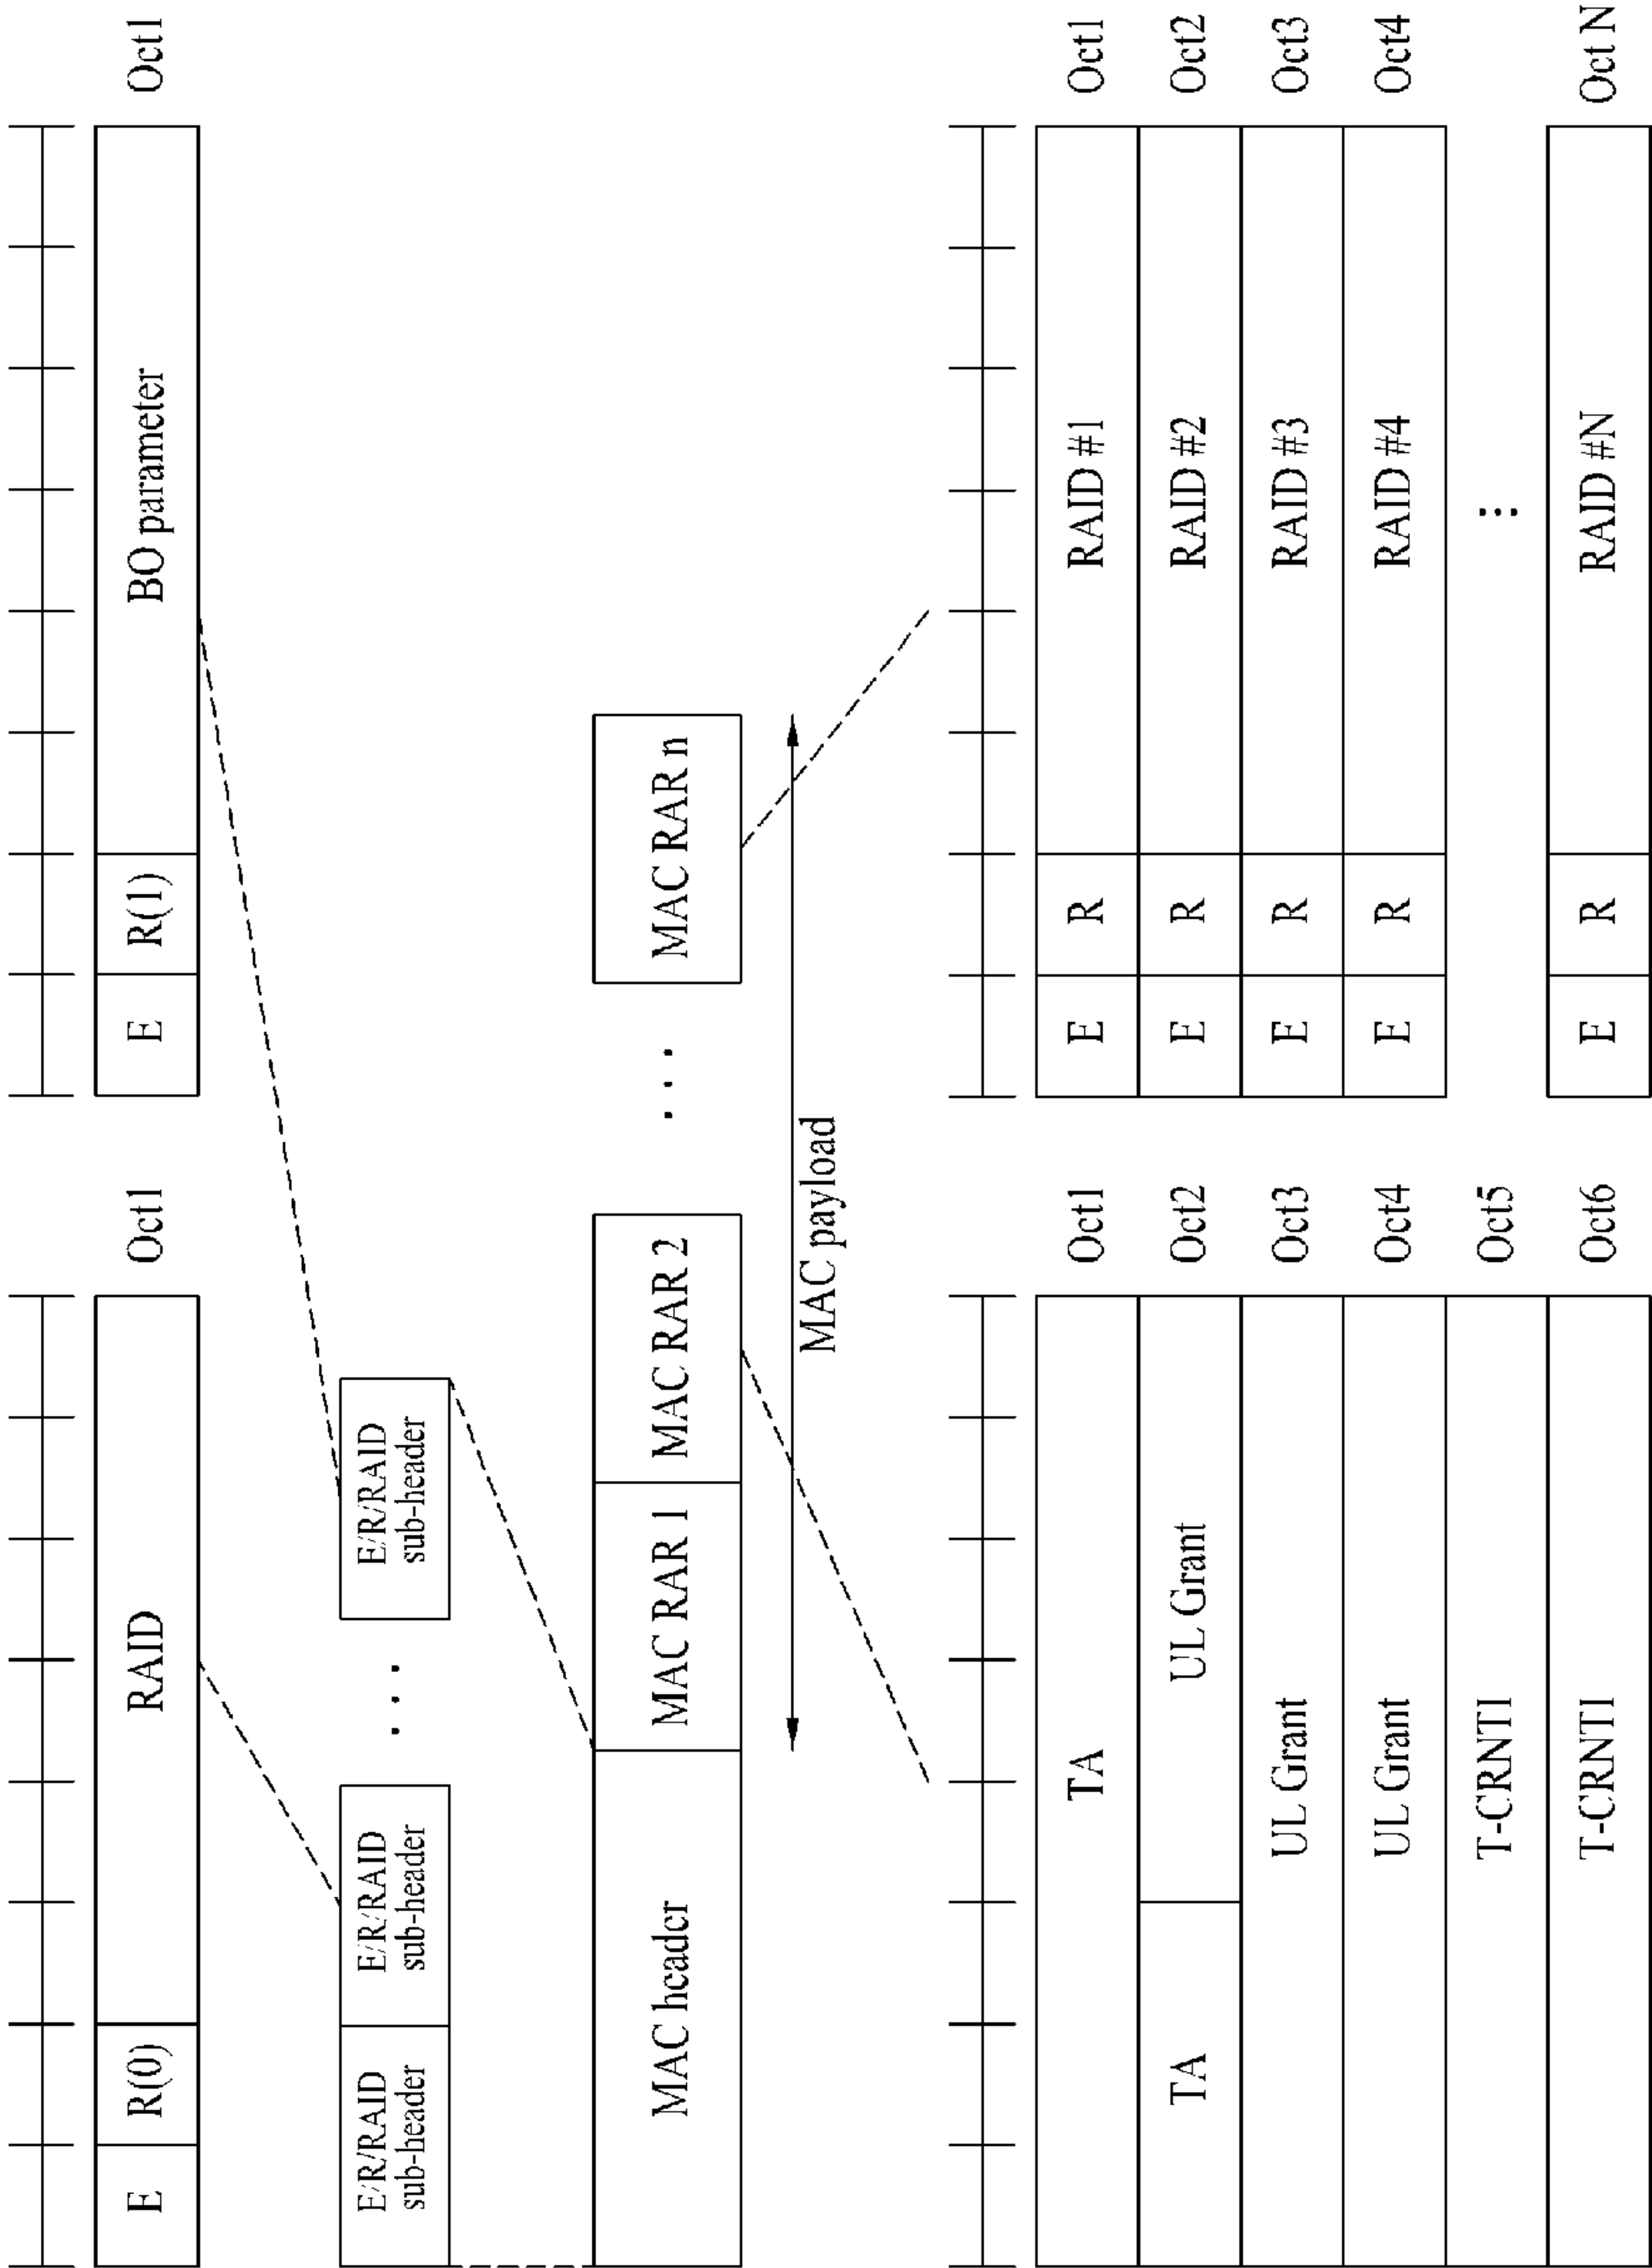 E R(0) RAID Oct1
E R(1) BO parameter Oct1
E/R/RAID
sub-header
E/R/RAID
sub-header
...
E/R/RAID
sub-header
MAC header
MAC RAR 1
MAC RAR 2
...
MAC RAR n
MAC payload
TA Oct1
TA UL Grant Oct2
UL Grant Oct3
UL Grant Oct4
T-CRNTI Oct5
T-CRNTI Oct6
E R RAID #1 Oct1
E R RAID #2 Oct2
E R RAID #3 Oct3
E R RAID #4 Oct4
...
E R RAID #N Oct N